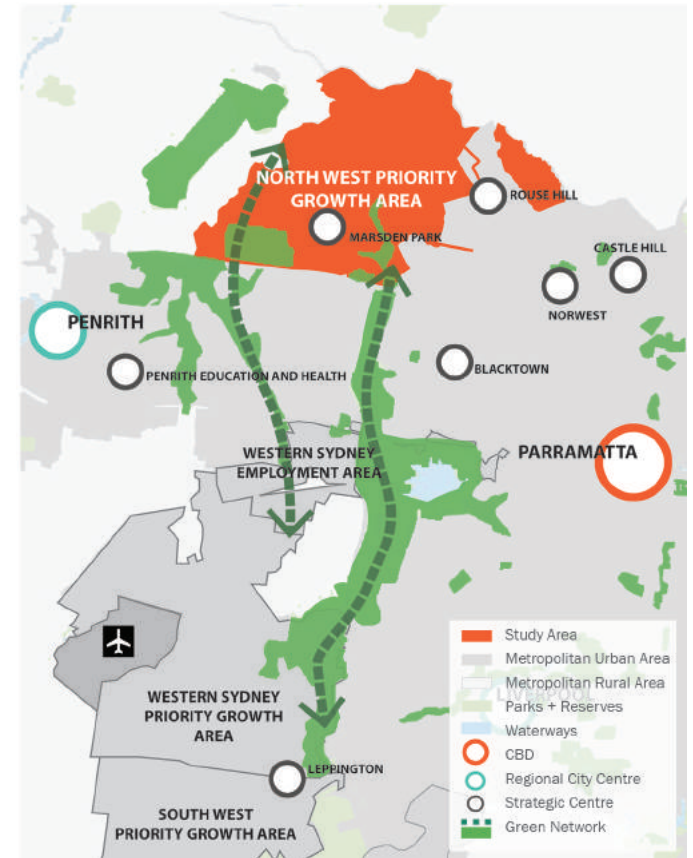 NORTH WEST PRIORITY
GROWTH AREA
ROUSE HILL
MARSDEN PARK
CASTLE HILL
NORWEST
PENRITH
PENRITH EDUCATION AND HEALTH
BLACKTOWN
WESTERN SYDNEY
EMPLOYMENT AREA
PARRAMATTA
WESTERN SYDNEY
PRIORITY GROWTH
AREA
LEPPINGTON
SOUTH WEST
PRIORITY GROWTH AREA
LIVERPOOL
Study Area
Metropolitan Urban Area
Metropolitan Rural Area
Parks + Reserves
Waterways
CBD
Regional City Centre
Strategic Centre
Green Network